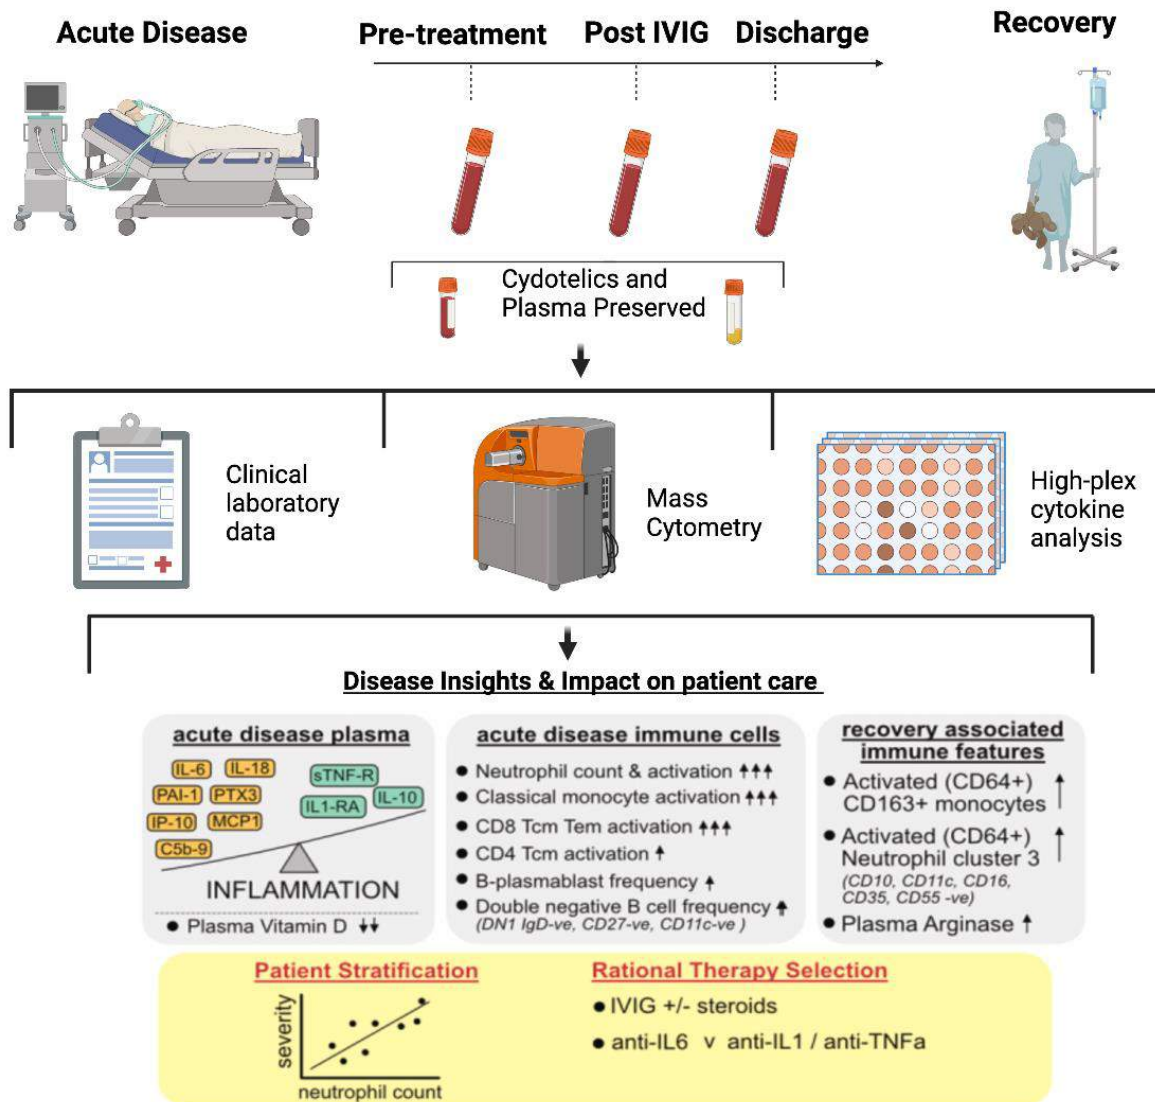 Acute Disease
Pre-treatment
Post IVIG
Discharge
Recovery
Cydotelics and
Plasma Preserved
Clinical
laboratory
data
Mass
Cytometry
High-plex
cytokine
analysis
Disease Insights & Impact on patient care
acute disease plasma
IL-6
IL-18
sTNF-R
PAI-1
PTX3
IL1-RA
IL-10
IP-10
MCP1
C5b-9
INFLAMMATION
● Plasma Vitamin D ↓↓
acute disease immune cells
● Neutrophil count & activation ↑↑↑
● Classical monocyte activation ↑↑↑
● CD8 Tcm Tem activation ↑↑↑
● CD4 Tcm activation ↑
● B-plasmablast frequency ↑
● Double negative B cell frequency ↑
(DN1 IgD-ve, CD27-ve, CD11c-ve )
recovery associated
immune features
● Activated (CD64+) ↑
CD163+ monocytes
● Activated (CD64+) ↑
Neutrophil cluster 3
(CD10, CD11c, CD16,
CD35, CD55 -ve)
● Plasma Arginase ↑
Patient Stratification
severity
neutrophil count
Rational Therapy Selection
● IVIG +/- steroids
● anti-IL6 v anti-IL1 / anti-TNFa